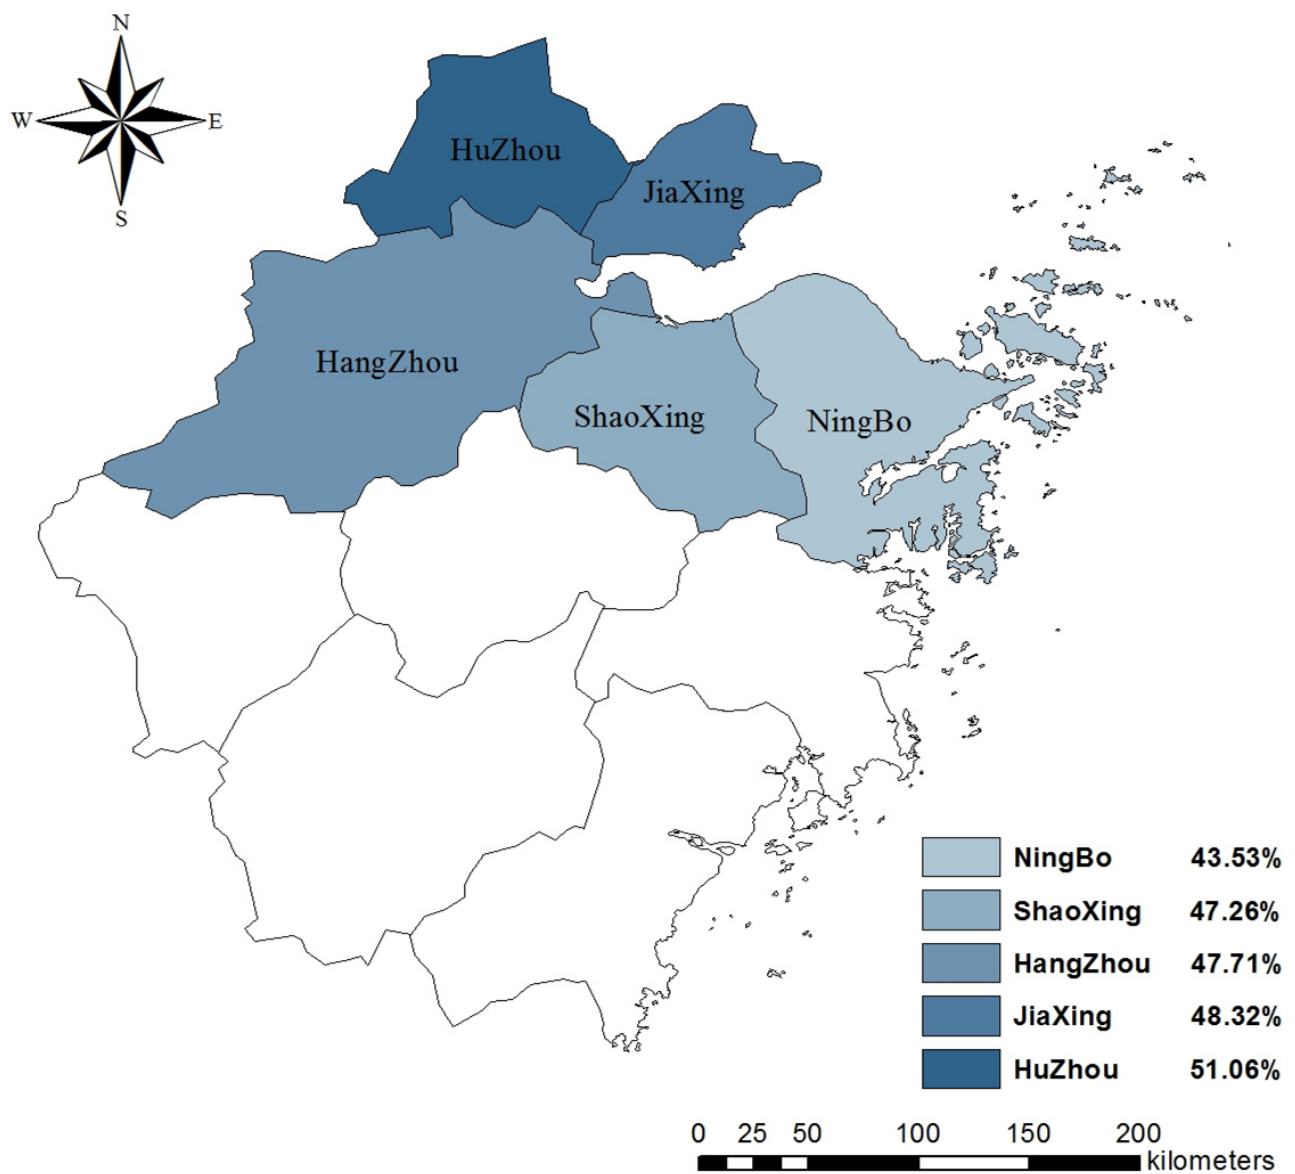 N
W E
S
HuZhou
JiaXing
HangZhou
ShaoXing
NingBo
NingBo 43.53%
ShaoXing 47.26%
HangZhou 47.71%
JiaXing 48.32%
HuZhou 51.06%
0 25 50 100 150 200
kilometers